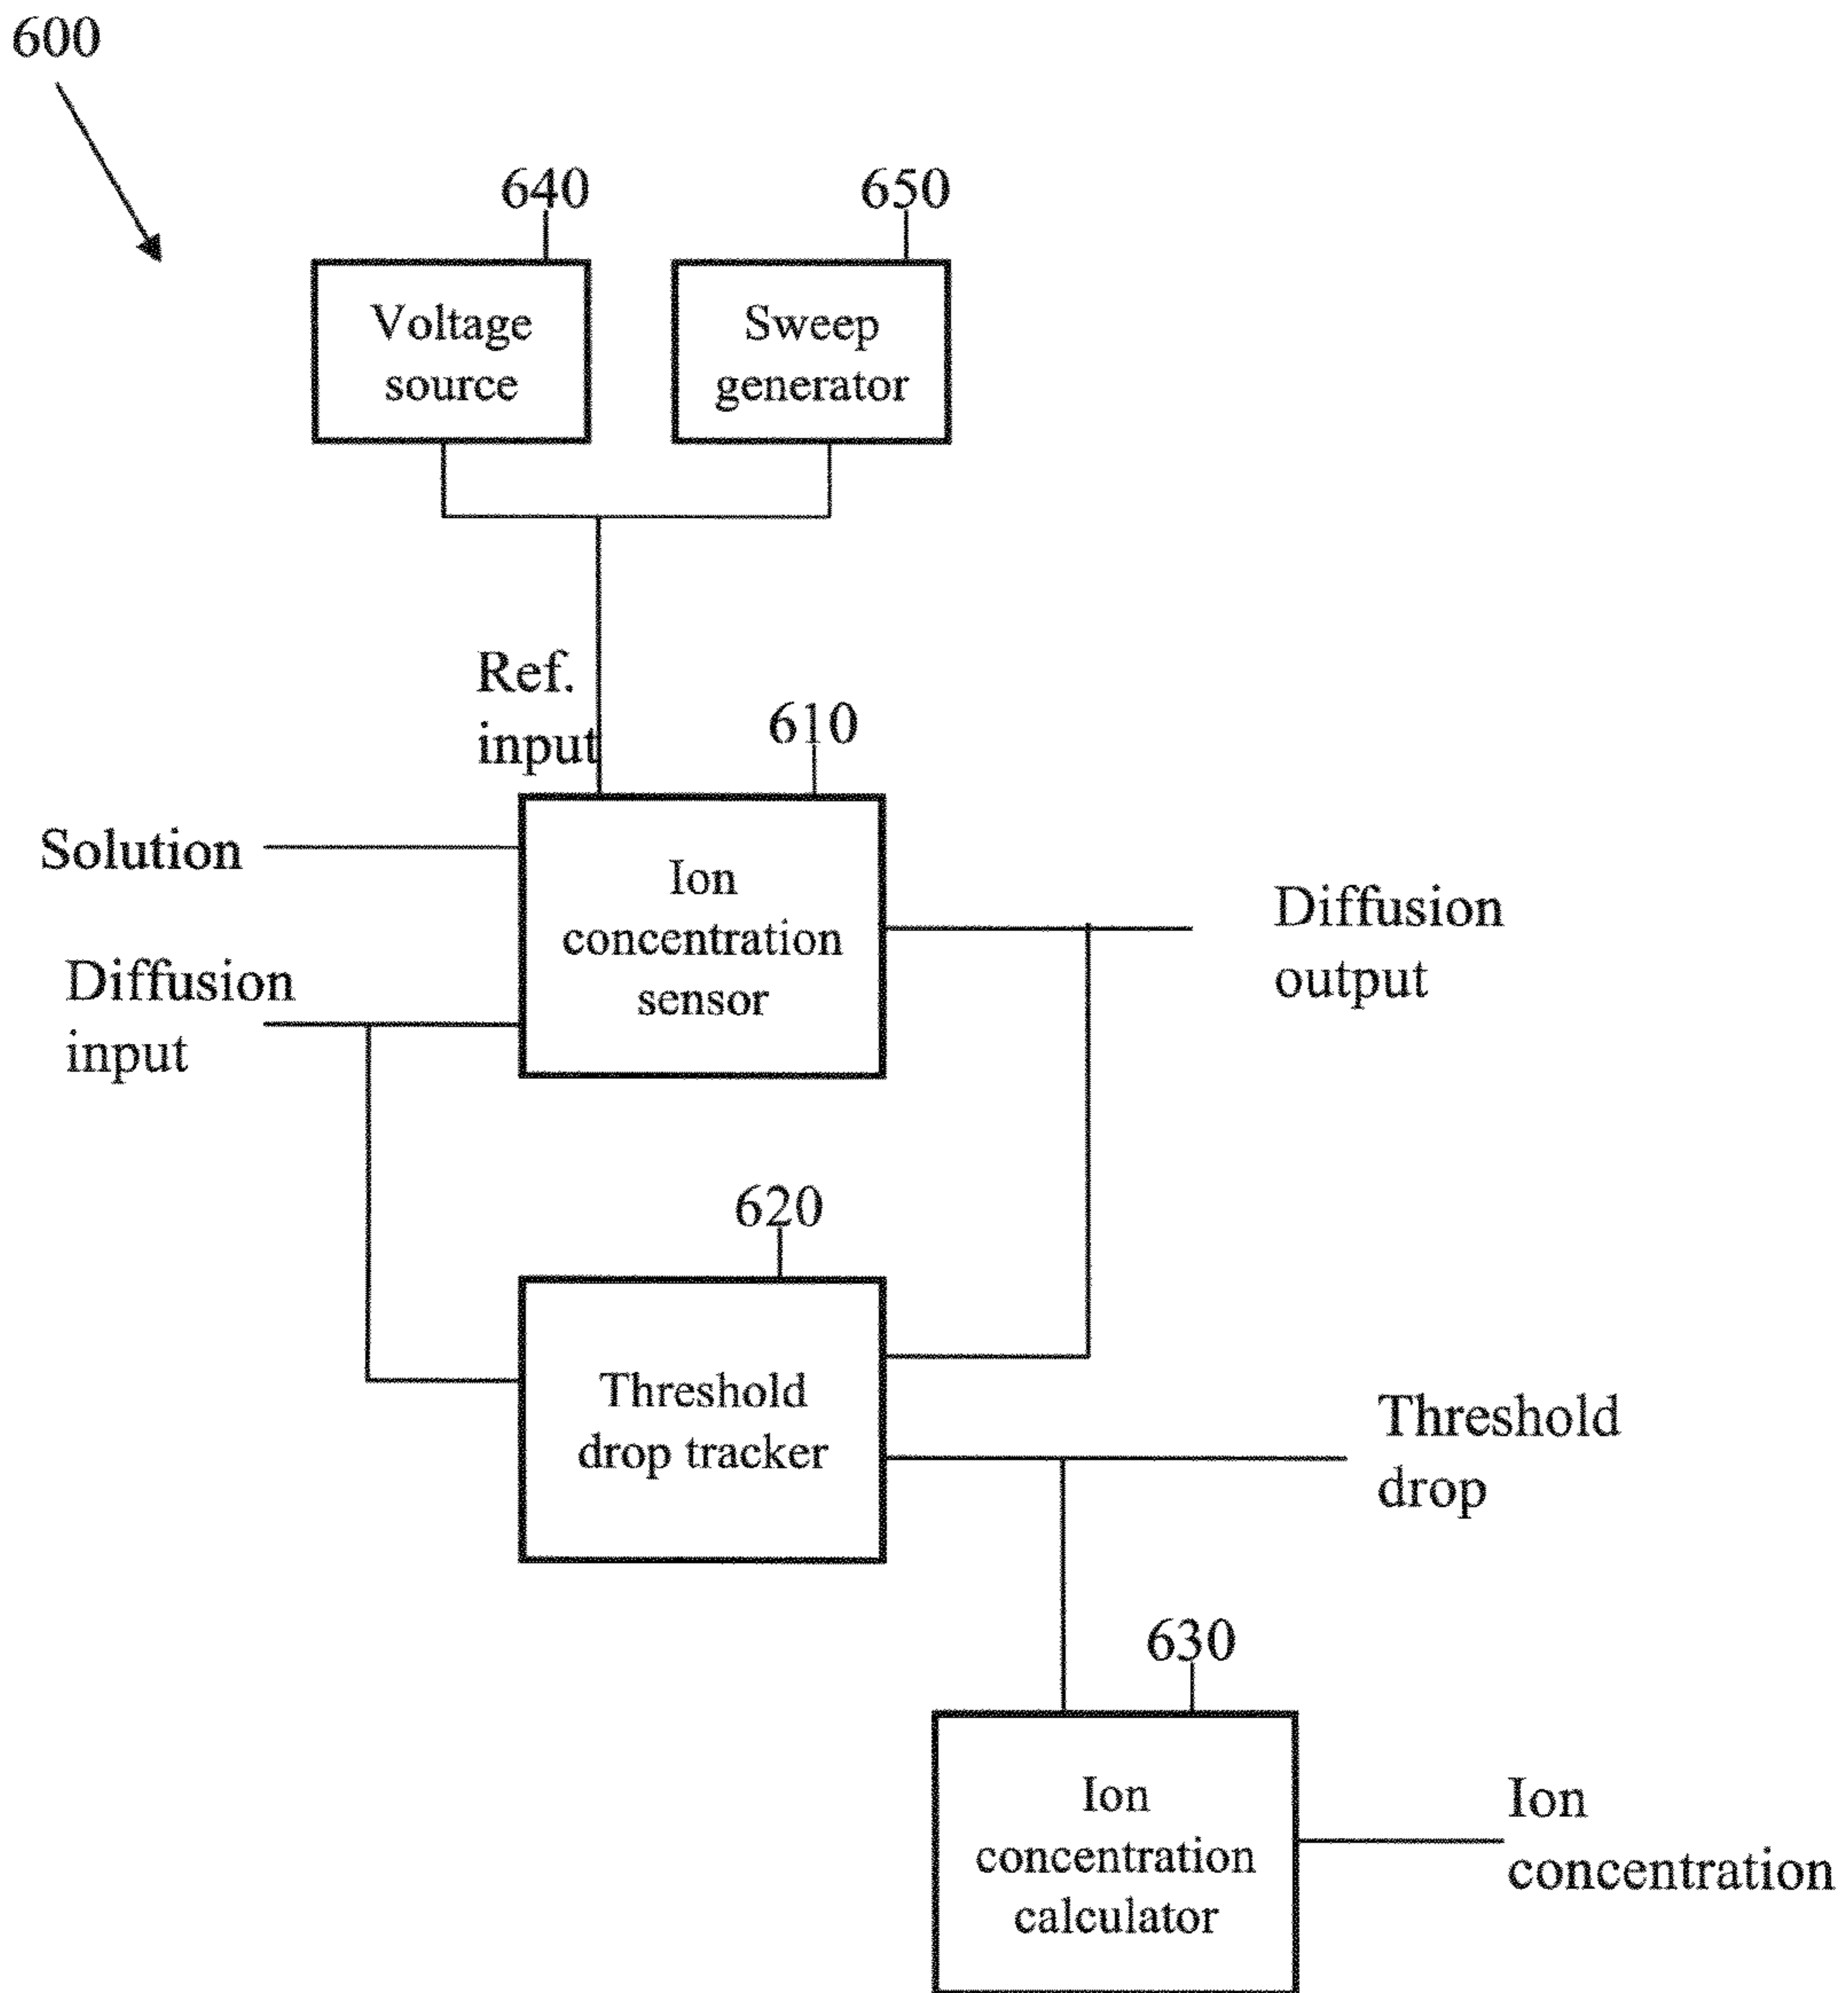 600
640
650
Voltage
source
Sweep
generator
Ref.
input
610
Solution
Ion
concentration
sensor
Diffusion
input
Diffusion
output
620
Threshold
drop tracker
Threshold
drop
630
Ion
concentration
calculator
Ion
concentration